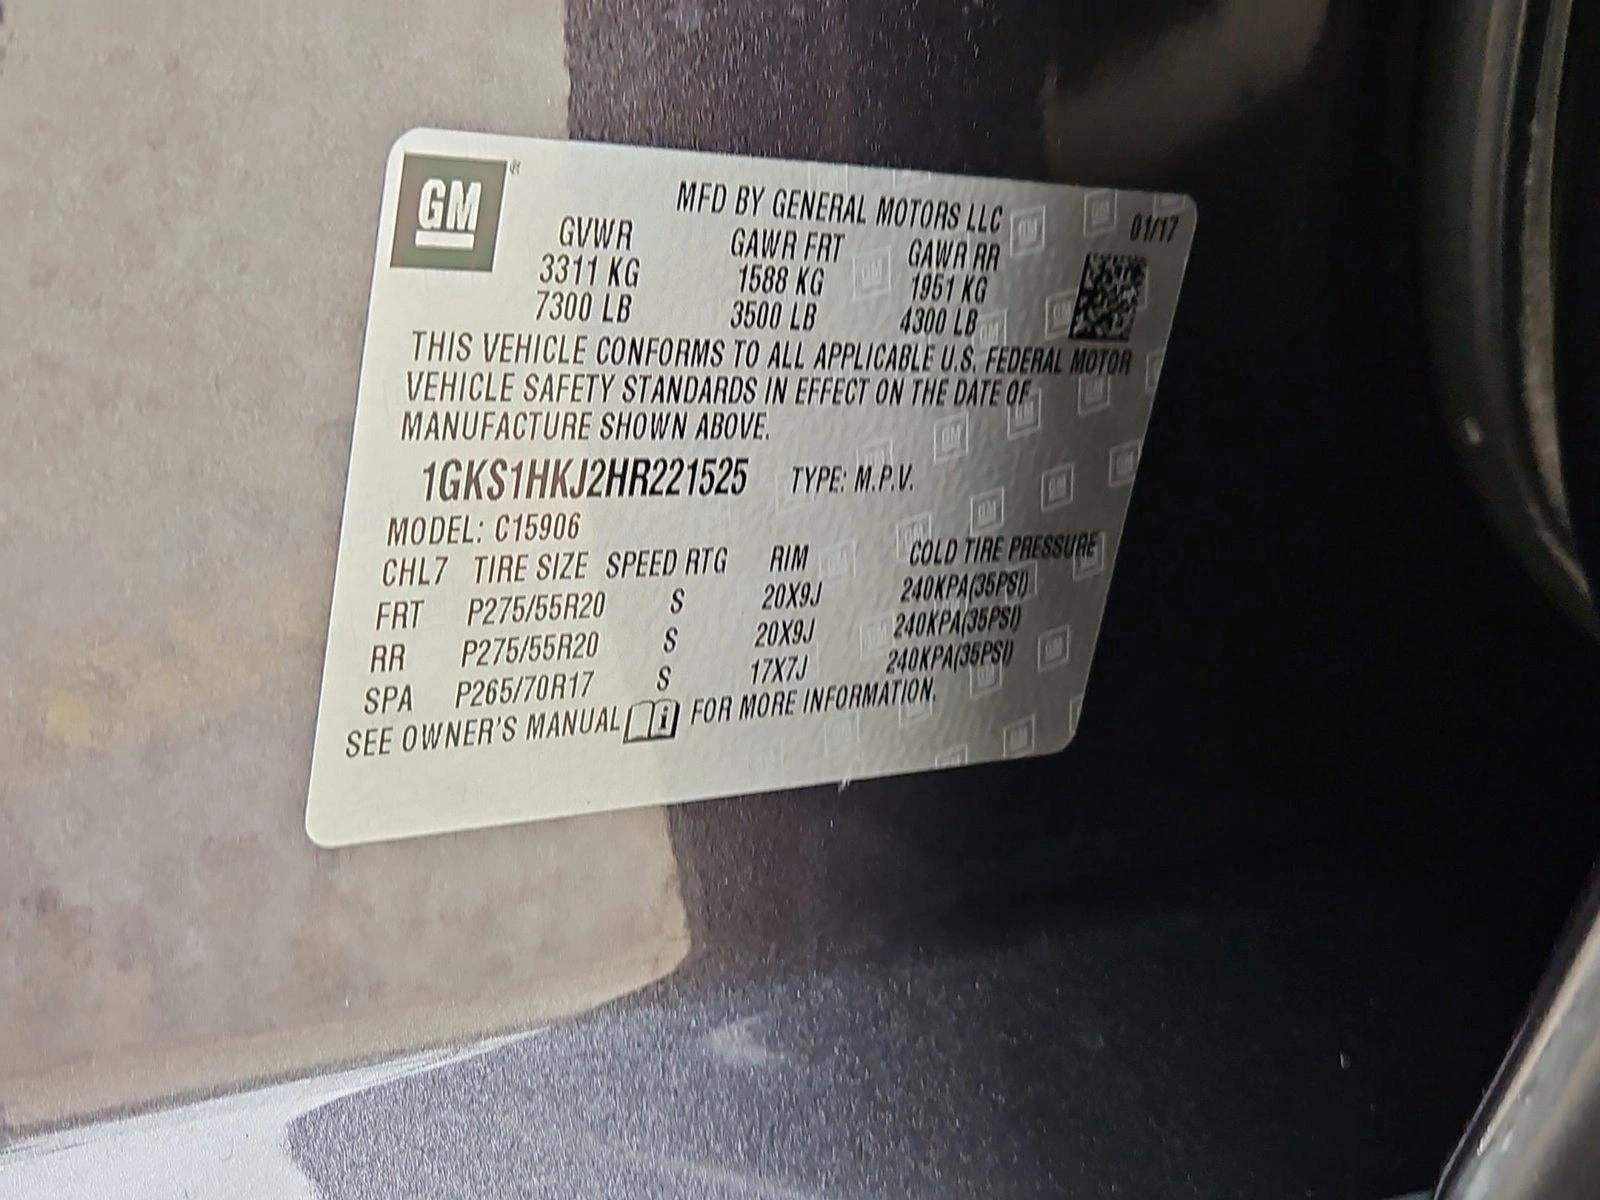 GM®
MFD BY GENERAL MOTORS LLC 01/17
GVWR GAWR FRT GAWR RR
3311 KG 1588 KG 1951 KG
7300 LB 3500 LB 4300 LB
THIS VEHICLE CONFORMS TO ALL APPLICABLE U.S. FEDERAL MOTOR
VEHICLE SAFETY STANDARDS IN EFFECT ON THE DATE OF
MANUFACTURE SHOWN ABOVE.
1GKS1HKJ2HR221525 TYPE: M.P.V.
MODEL: C15906
CHL7 TIRE SIZE SPEED RTG RIM COLD TIRE PRESSURE
FRT P275/55R20 S 20X9J 240KPA(35PSI)
RR P275/55R20 S 20X9J 240KPA(35PSI)
SPA P265/70R17 S 17X7J 240KPA(35PSI)
SEE OWNER'S MANUAL i FOR MORE INFORMATION.